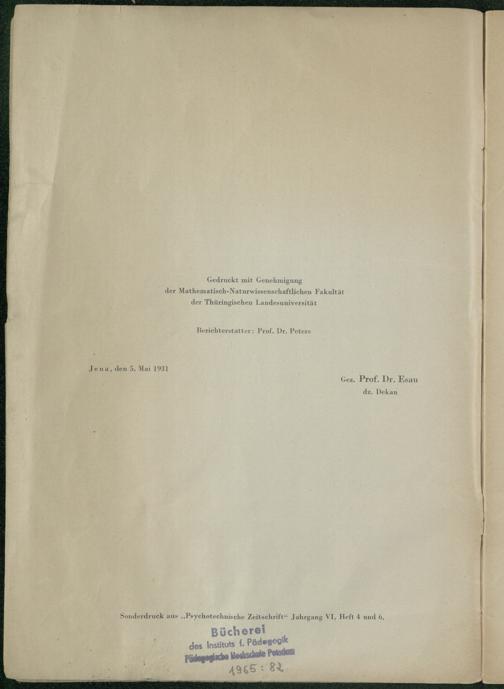 Gedruckt mit Genehmigung
der Mathematisch-Naturwissenschaftlichen Fakultät
der Thüringischen Landesuniversität
Berichterstatter: Prof. Dr. Peters
Jena, den 5. Mai 1931
Gez. Prof. Dr. Esau
dz. Dekan
Sonderdruck aus „Psychotechnische Zeitschrift“ Jahrgang VI, Heft 4 und 6.
Bücherei
des Instituts f. Pädagogik
Pädagogische Hochschule Potsdam
1965: 82